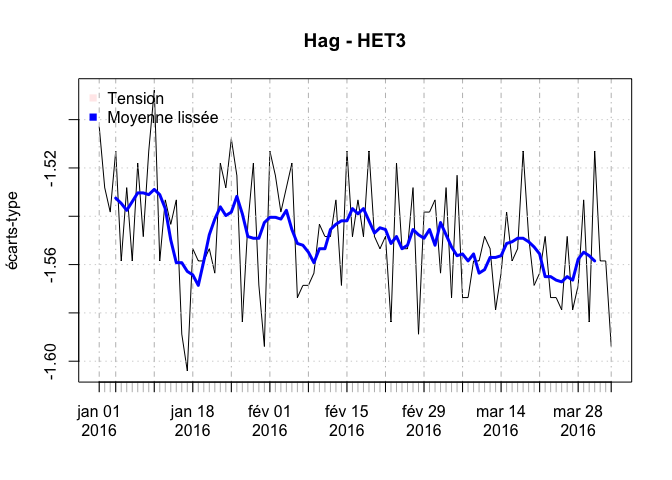 Hag - HET3
Tension
Moyenne lissée
écarts-type
-1.52
-1.56
-1.60
jan 01 jan 18 fév 01 fév 15 fév 29 mar 14 mar 28
2016 2016 2016 2016 2016 2016 2016